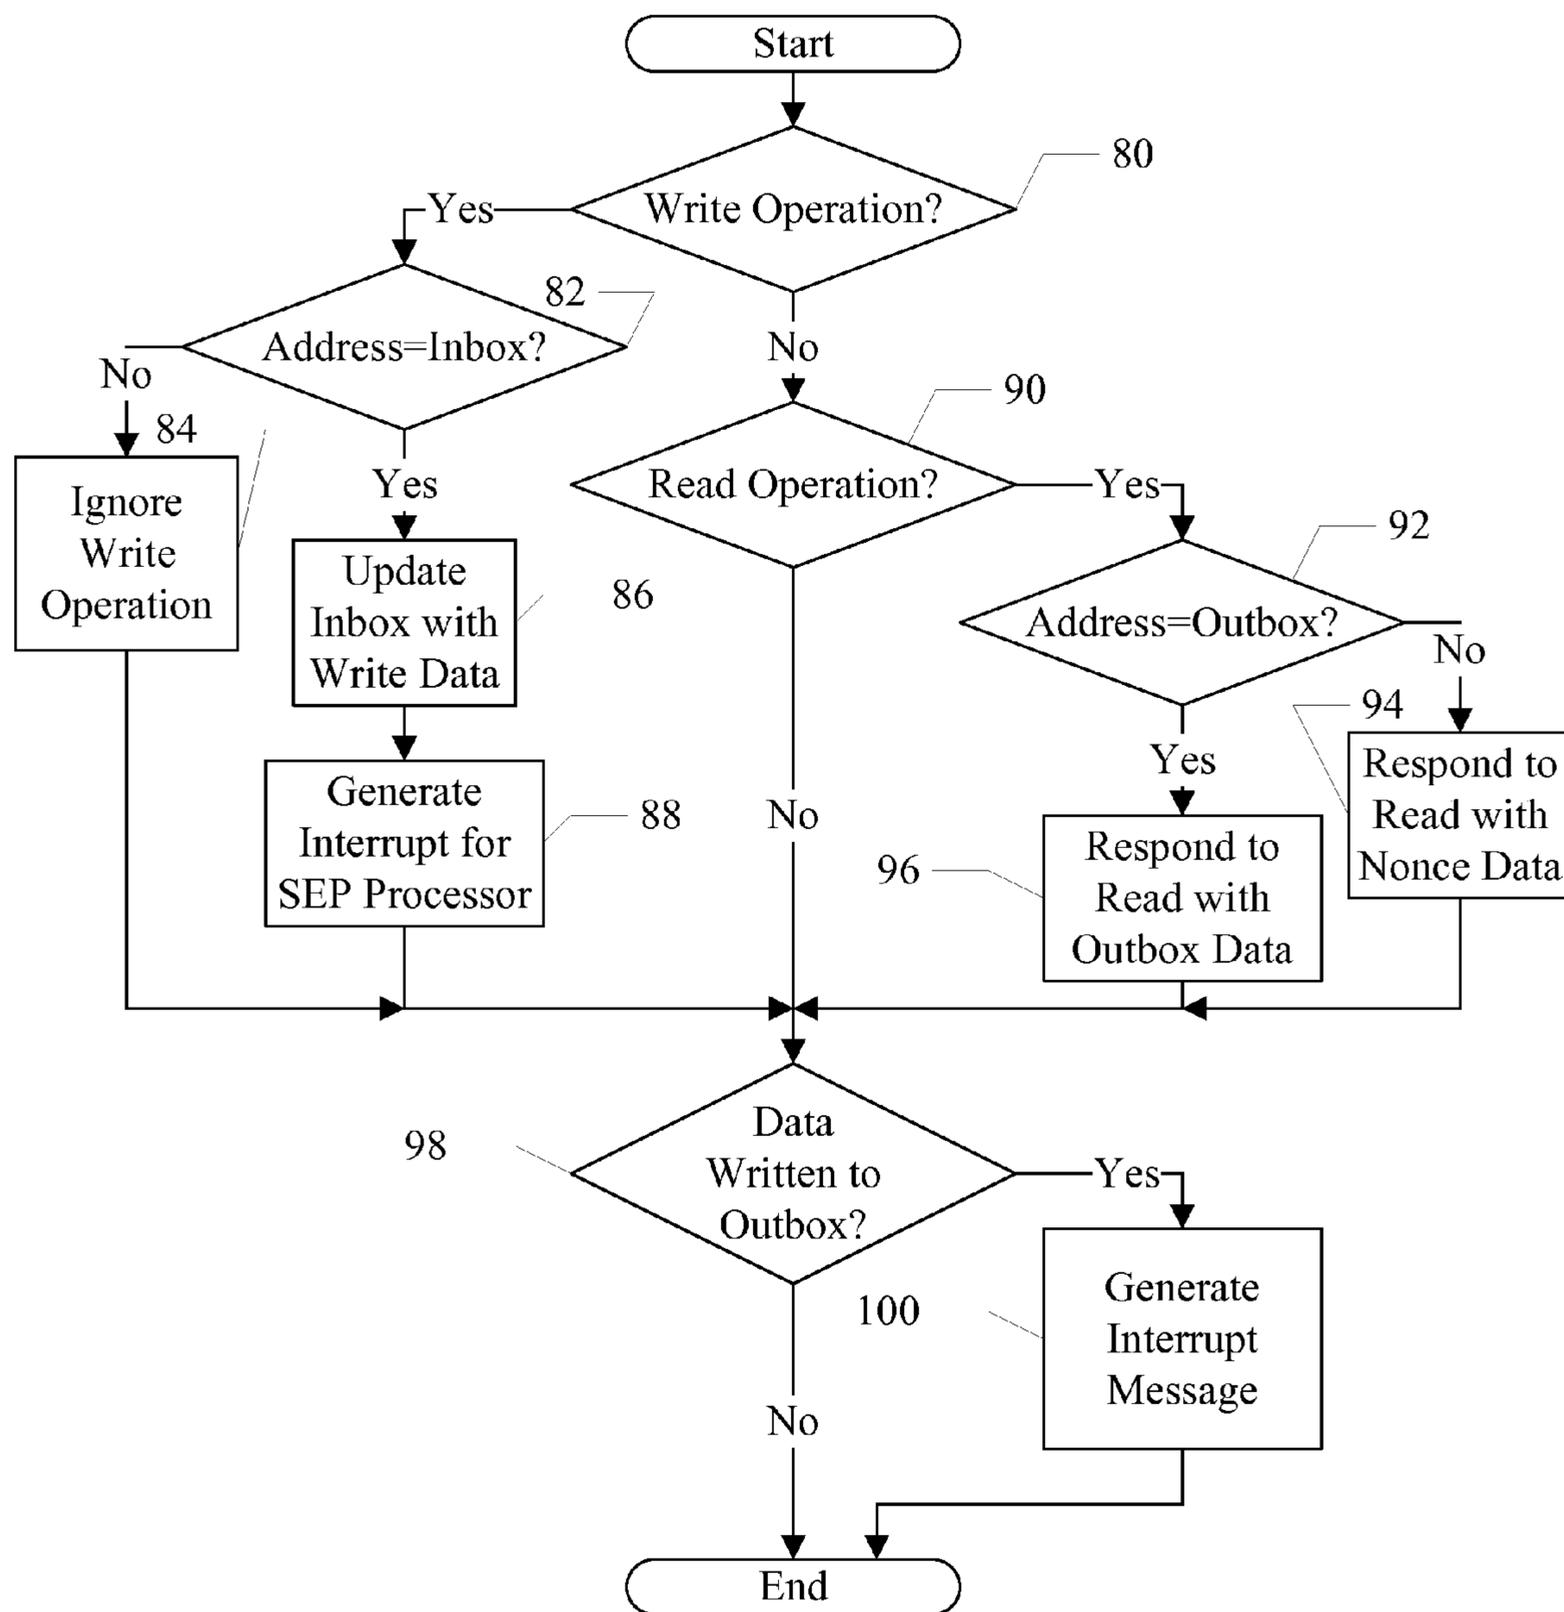 Start
80
Write Operation?
Yes
82
Address=Inbox?
No
No
90
84
Ignore
Write
Operation
Yes
Read Operation?
Yes
92
Update
Inbox with
Write Data
86
Address=Outbox?
No
94
Yes
Respond to
Read with
Nonce Data
Generate
Interrupt for
SEP Processor
88
No
96
Respond to
Read with
Outbox Data
98
Data
Written to
Outbox?
Yes
100
Generate
Interrupt
Message
No
End